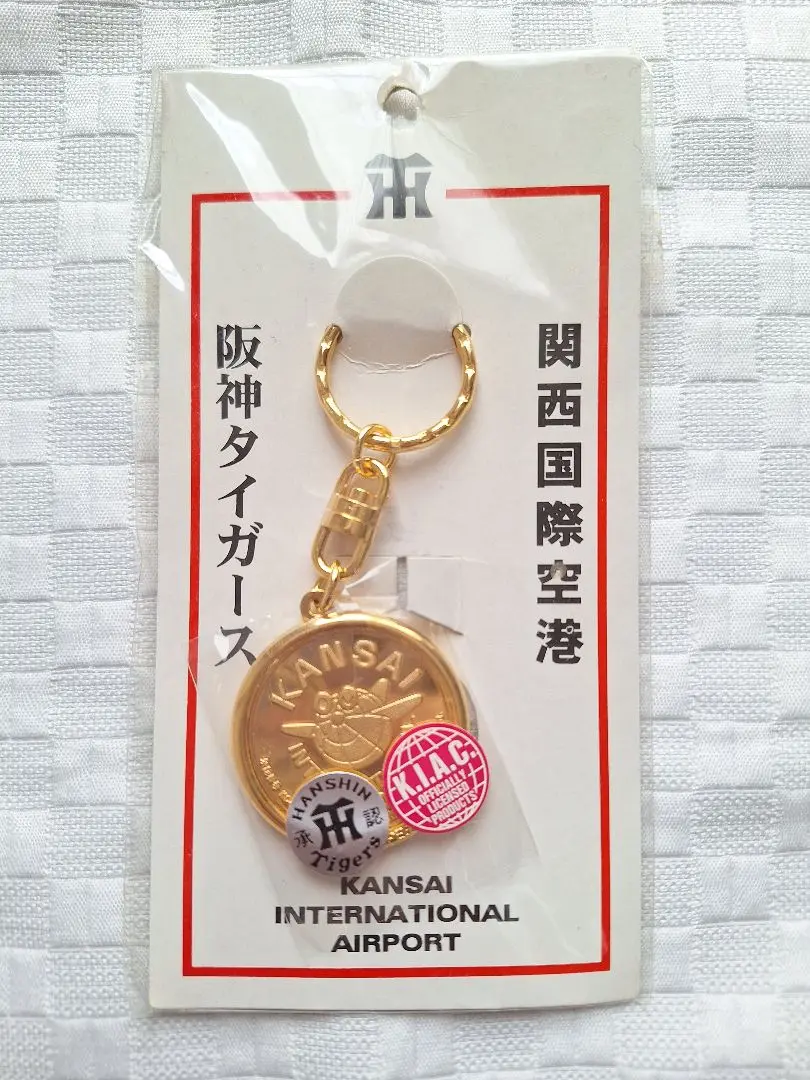 阪神タイガース
関西国際空港
KANSAI
K.I.A.C.
OFFICIALLY
LICENSED
PRODUCTS
HANSHIN
承認
Tigers
KANSAI
INTERNATIONAL
AIRPORT